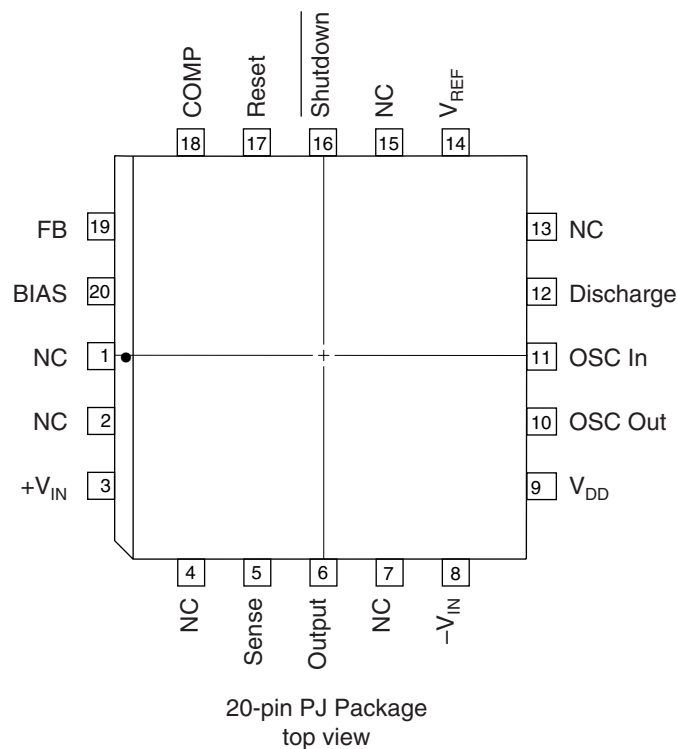 COMP
Reset
Shutdown
NC
VREF
18
17
16
15
14
FB 19
13 NC
BIAS 20
12 Discharge
NC 1
11 OSC In
NC 2
10 OSC Out
+VIN 3
9 VDD
4
5
6
7
8
NC
Sense
Output
NC
–VIN
20-pin PJ Package
top view